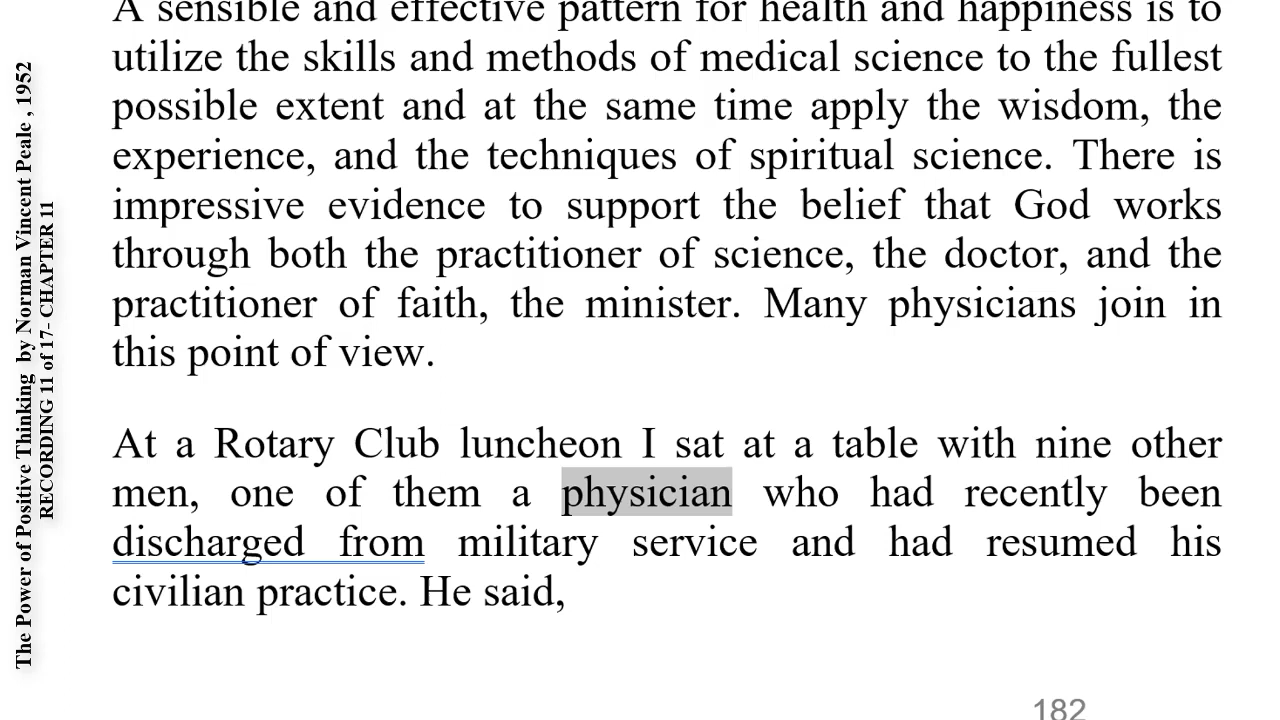 A sensible and effective pattern for health and happiness is to
utilize the skills and methods of medical science to the fullest
possible extent and at the same time apply the wisdom, the
experience, and the techniques of spiritual science. There is
impressive evidence to support the belief that God works
through both the practitioner of science, the doctor, and the
practitioner of faith, the minister. Many physicians join in
this point of view.
At a Rotary Club luncheon I sat at a table with nine other
men, one of them a physician who had recently been
discharged from military service and had resumed his
civilian practice. He said,
182
The Power of Positive Thinking by Norman Vincent Peale , 1952
RECORDING 11 of 17- CHAPTER 11